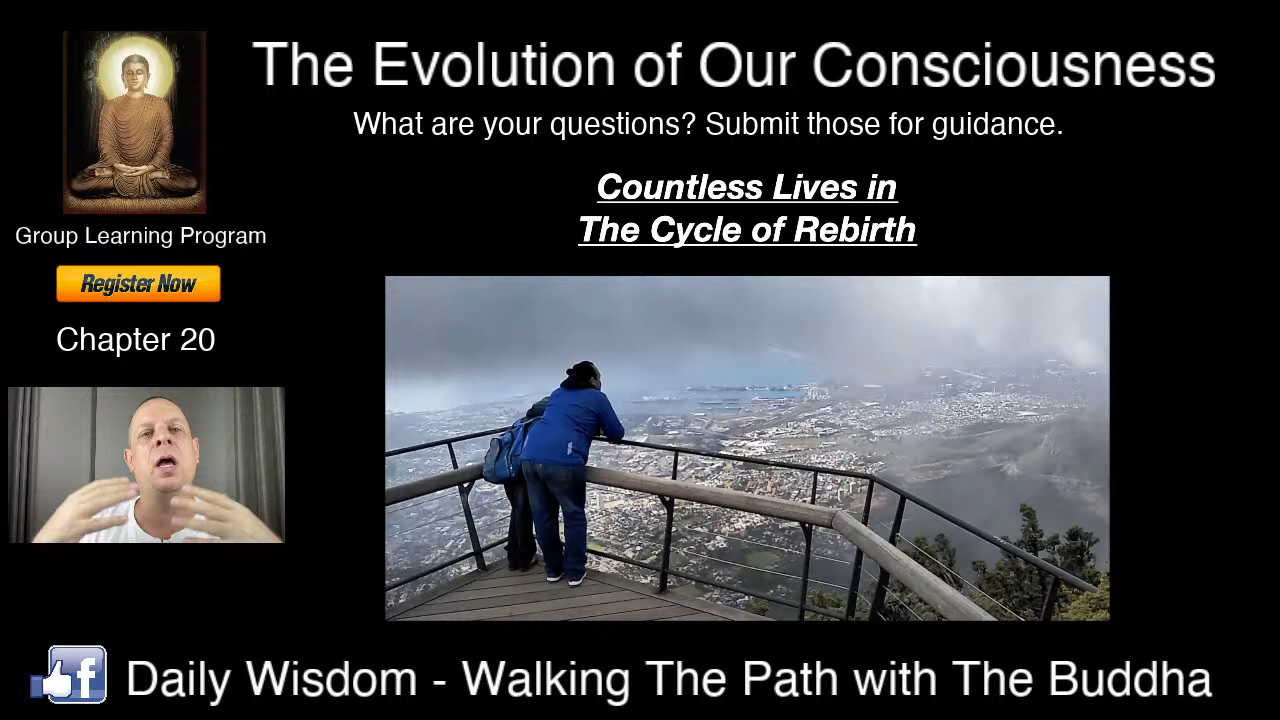 The Evolution of Our Consciousness
What are your questions? Submit those for guidance.
Countless Lives in
The Cycle of Rebirth
Group Learning Program
Register Now
Chapter 20
f
Daily Wisdom - Walking The Path with The Buddha